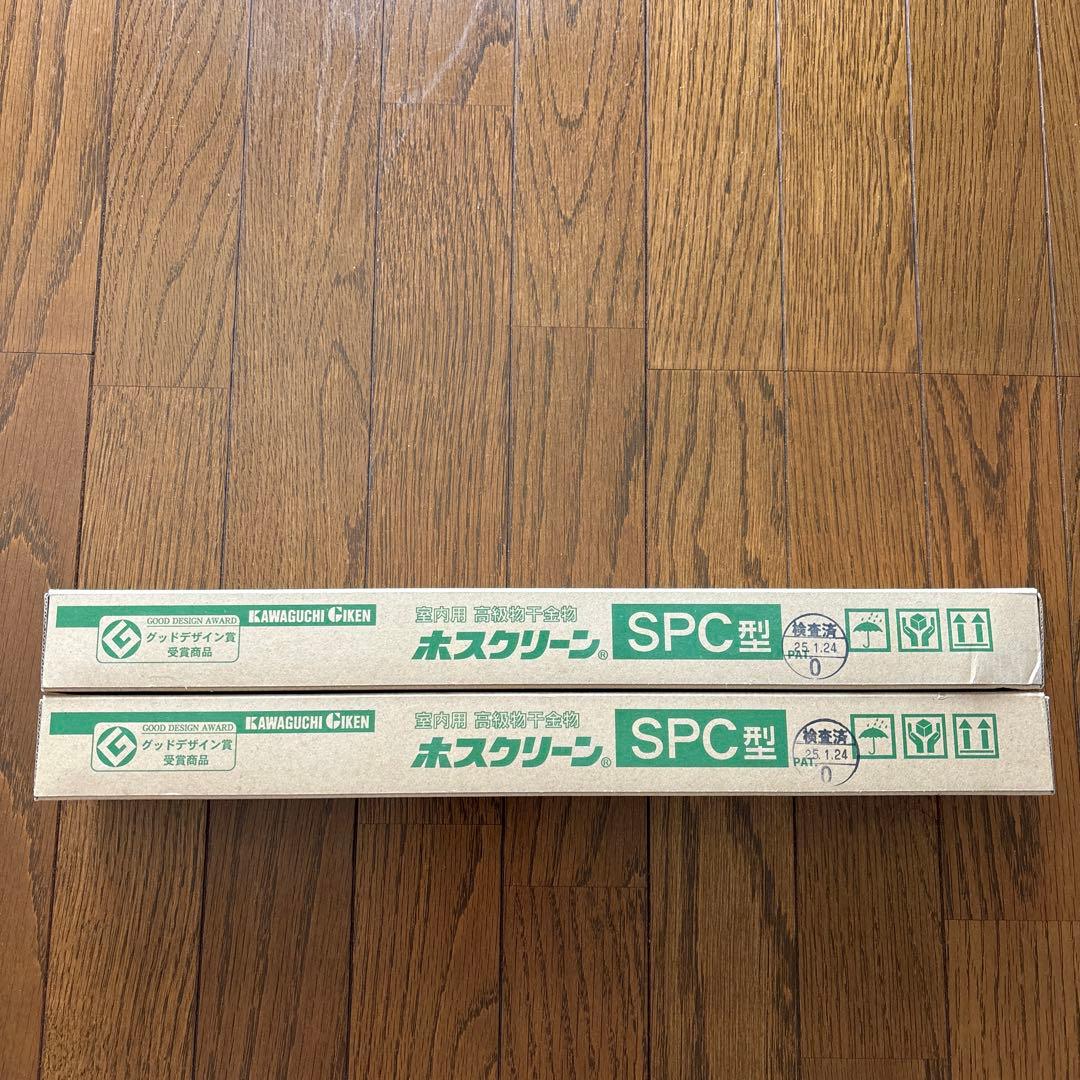 KAWAGUCHI GIKEN
GOOD DESIGN AWARD
グッドデザイン賞
受賞商品
室内用 高級物干金物
ホスクリーン®
SPC型
検査済
25.1.24
PAT.
0
KAWAGUCHI GIKEN
GOOD DESIGN AWARD
グッドデザイン賞
受賞商品
室内用 高級物干金物
ホスクリーン®
SPC型
検査済
25.1.24
PAT.
0